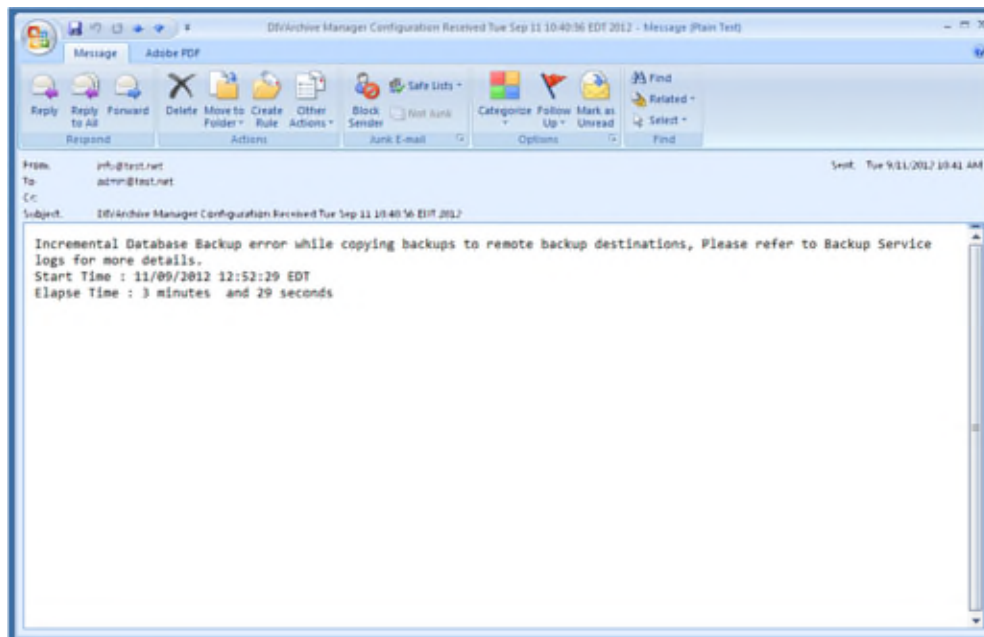 DIVArchive Manager Configuration Received Tue Sep 11 10:40:56 EDT 2012 - Message (Plain Text)
Message Adobe PDF
Reply Reply to All Forward Delete Move to Folder Create Rule Other Actions Block Sender Safe Lists Not Junk Categorize Follow Up Mark as Unread Find Related Select
Respond Actions Junk E-mail Options Find
From: info@test.net Sent: Tue 9/11/2012 10:41 AM
To: admin@test.net
Cc:
Subject: DIVArchive Manager Configuration Received Tue Sep 11 10:40:56 EDT 2012
Incremental Database Backup error while copying backups to remote backup destinations, Please refer to Backup Service
logs for more details.
Start Time : 11/09/2012 12:52:29 EDT
Elapse Time : 3 minutes  and 29 seconds